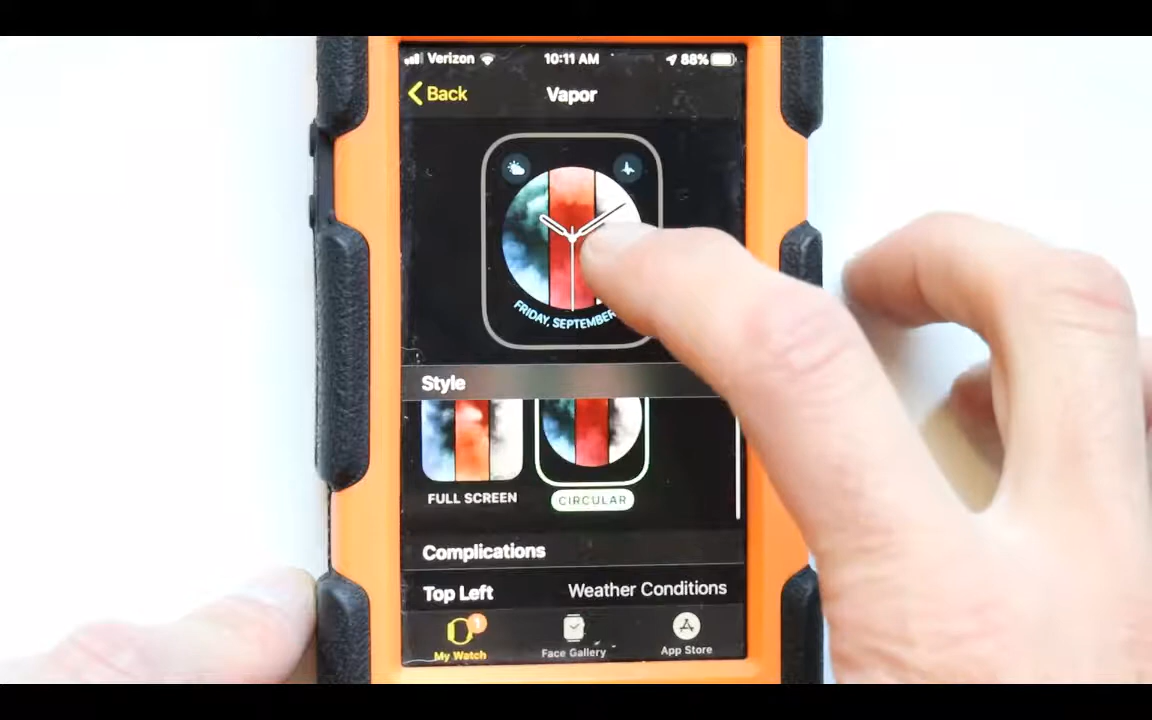 Verizon 10:11 AM 88%
Back Vapor
FRIDAY, SEPTEMBER
Style
FULL SCREEN CIRCULAR
Complications
Top Left Weather Conditions
1
My Watch Face Gallery App Store